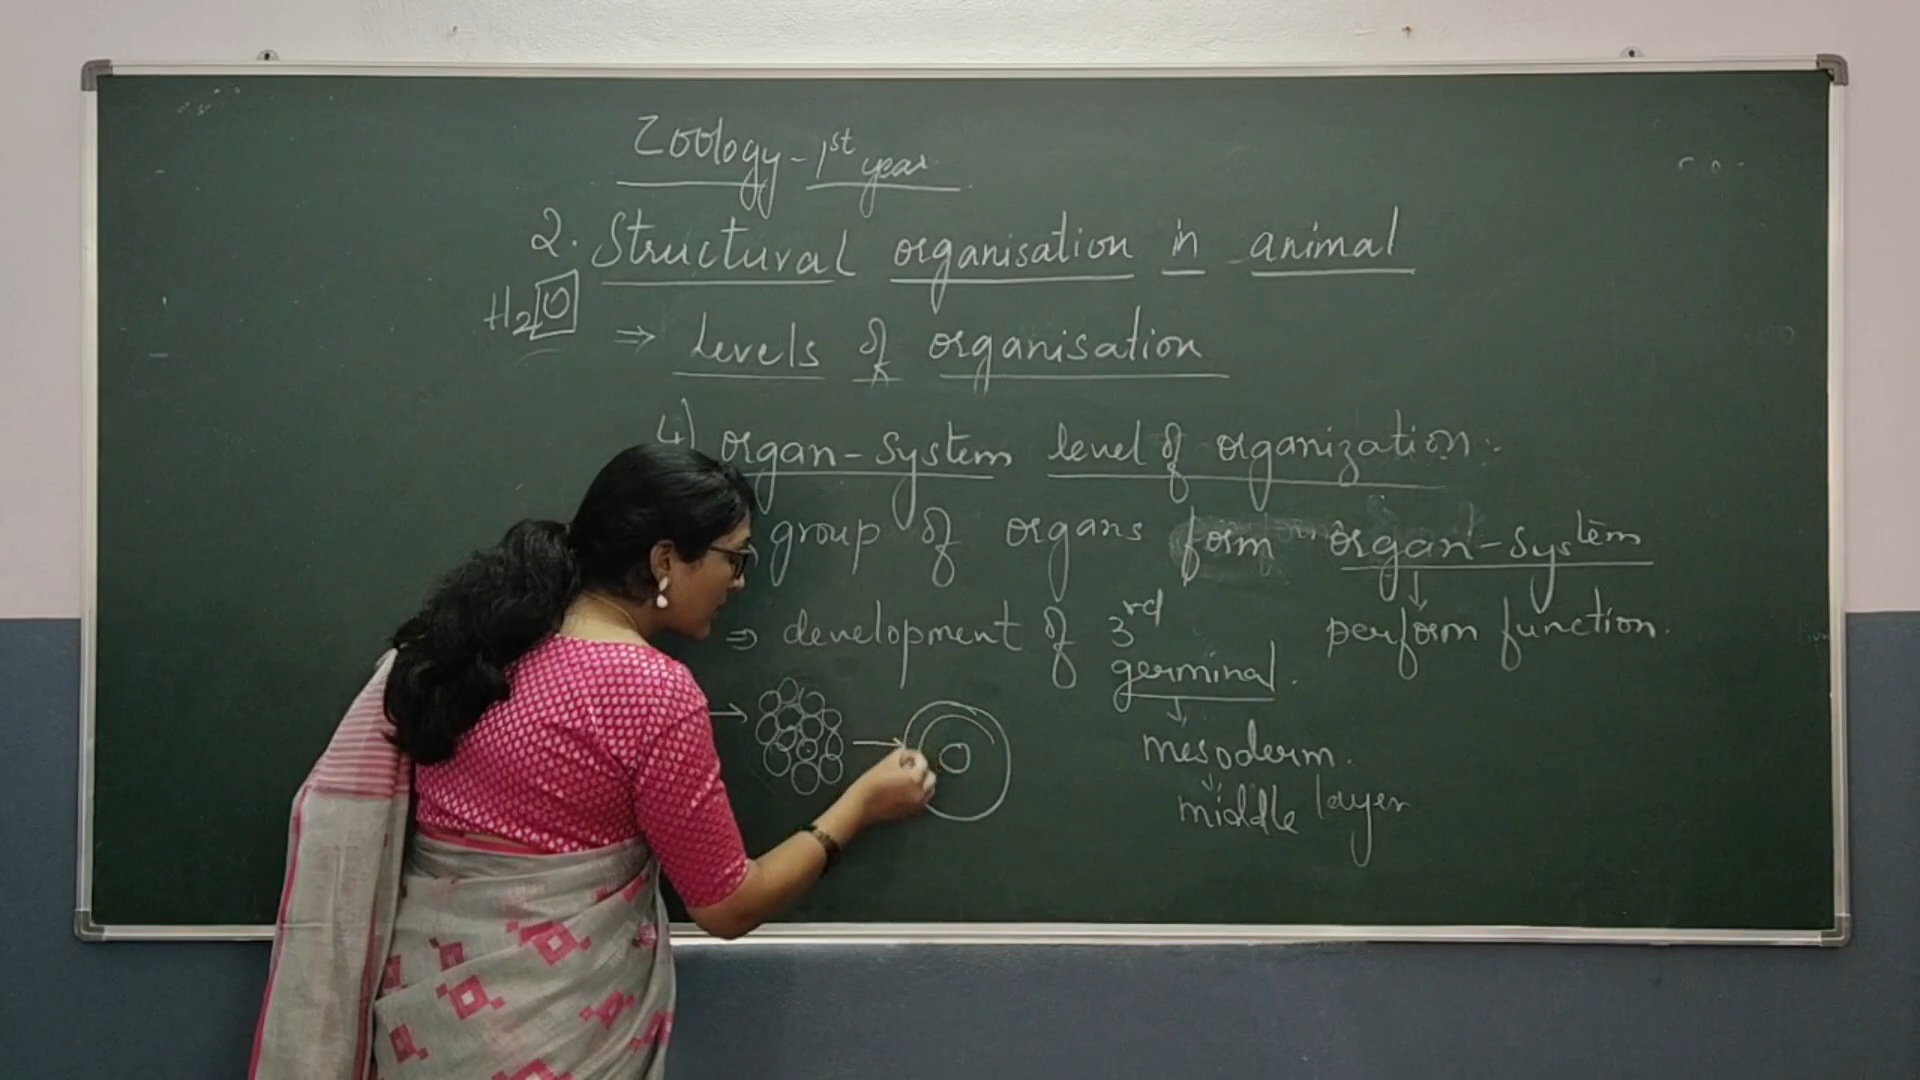 Zoology - 1st year
2. Structural organisation in animal
H2O
⇒ Levels of organisation
4) organ-system level of organization:-
group of organs form organ-system
↓
perform function.
⇒ development of 3rd
germinal.
↓
mesoderm.
↓
middle layer